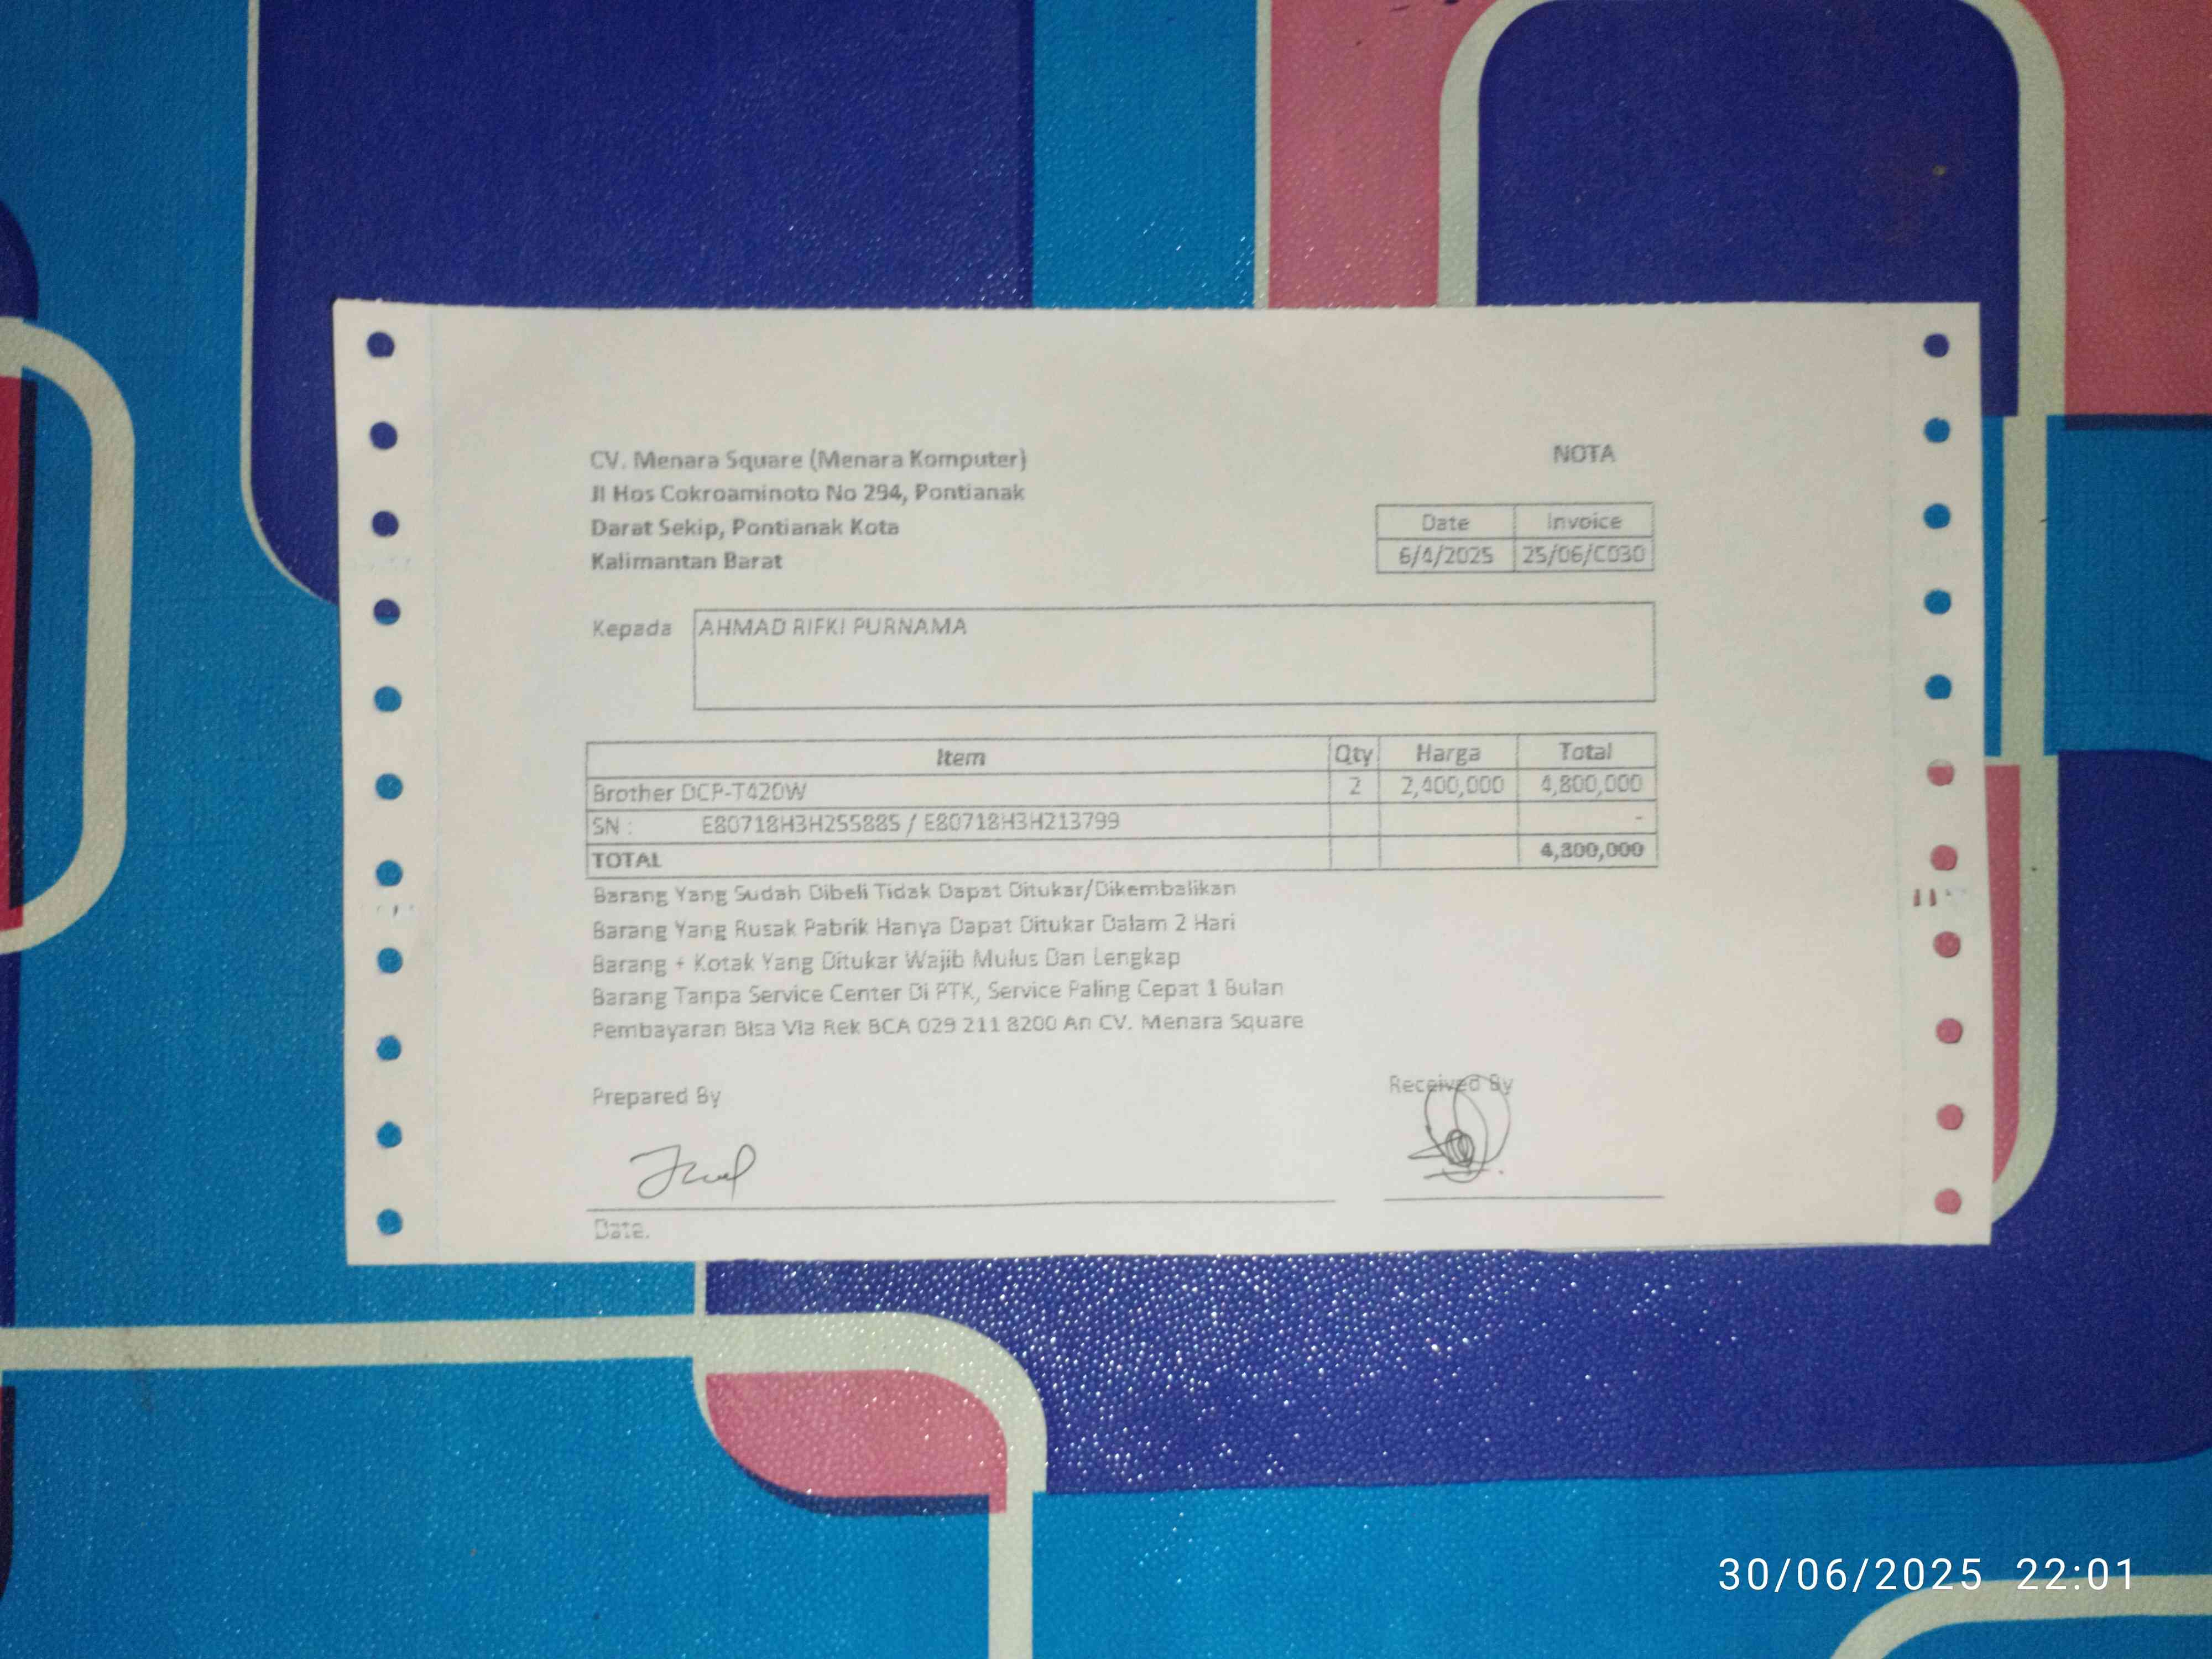 CV. Menara Square (Menara Komputer)
Jl Hos Cokroaminoto No 294, Pontianak
Darat Sekip, Pontianak Kota
Kalimantan Barat
NOTA
Date Invoice
6/4/2025 25/06/C030
Kepada AHMAD RIFKI PURNAMA
Item Qty Harga Total
Brother DCP-T420W 2 2,400,000 4,800,000
SN : E80718H3H255885 / E80718H3H213799 -
TOTAL 4,800,000
Barang Yang Sudah Dibeli Tidak Dapat Ditukar/Dikembalikan
Barang Yang Rusak Pabrik Hanya Dapat Ditukar Dalam 2 Hari
Barang + Kotak Yang Ditukar Wajib Mulus Dan Lengkap
Barang Tanpa Service Center Di PTK, Service Paling Cepat 1 Bulan
Pembayaran Bisa Via Rek BCA 029 211 8200 An CV. Menara Square
Prepared By Received By
Date.
30/06/2025 22:01